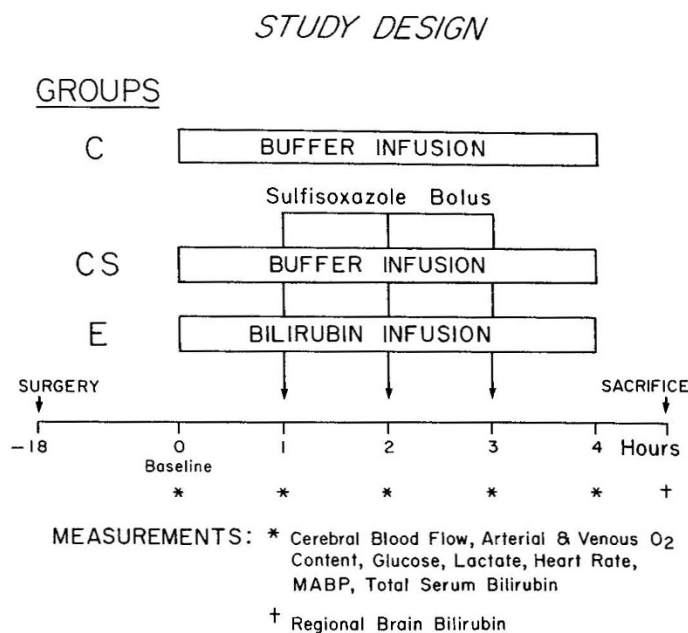 STUDY DESIGN
GROUPS
C
BUFFER INFUSION
Sulfisoxazole Bolus
CS
BUFFER INFUSION
E
BILIRUBIN INFUSION
SURGERY
SACRIFICE
-18
0
1
2
3
4
Hours
Baseline
*
*
*
*
*
†
MEASUREMENTS: * Cerebral Blood Flow, Arterial & Venous O2
Content, Glucose, Lactate, Heart Rate,
MABP, Total Serum Bilirubin
† Regional Brain Bilirubin